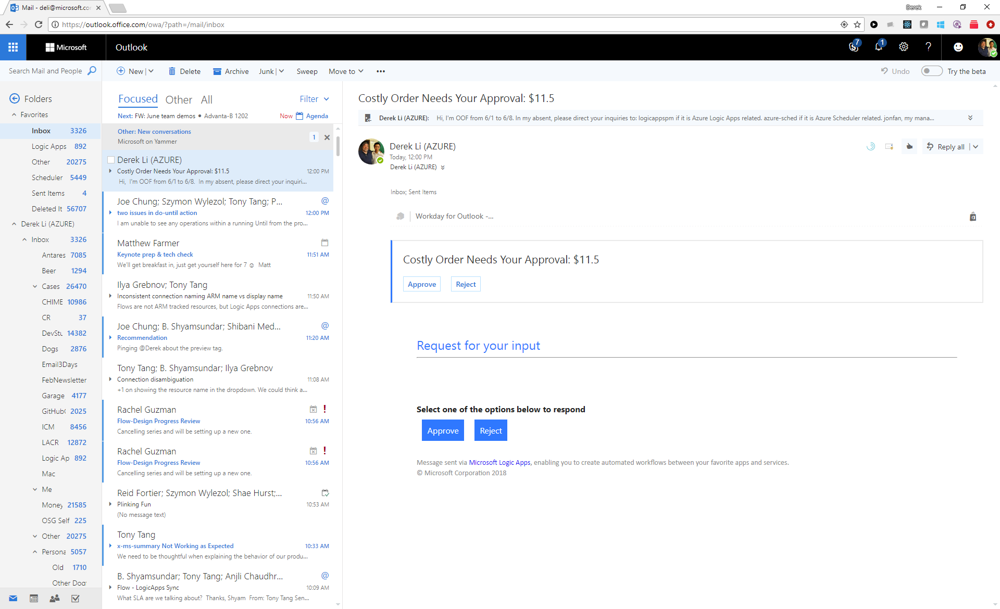 Mail - deli@microsoft.co
Derek
https://outlook.office.com/owa/?path=/mail/inbox
Microsoft
Outlook
7
1
?
Search Mail and People
New
Delete
Archive
Junk
Sweep
Move to
Undo
Try the beta
Folders
Favorites
Inbox 3326
Logic Apps 892
Other 20275
Scheduler 5449
Sent Items 4
Deleted It 56707
Derek Li (AZURE)
Inbox 3326
Antares 7085
Beer 1294
Cases 26470
CHIME 10986
CR 37
DevStu 14382
Dogs 2876
Email3Days
FebNewsletter
Garage 4177
GitHub 2025
ICM 8456
LACR 12872
Logic Ap 892
Mac
Me
Money 21585
OSG Self 225
Other 20275
Persona 5057
Old 1710
Other Dog
Focused Other All
Filter
Next: FW: June team demos • Advanta-B 1202
Now Agenda
Other: New conversations
Microsoft on Yammer
1
Derek Li (AZURE)
Costly Order Needs Your Approval: $11.5 12:00 PM
Hi, I'm OOF from 6/1 to 6/8. In my absent, please direct your inquiri...
Joe Chung; Szymon Wylezol; Tony Tang; P... @
two issues in do-until action 12:00 PM
I am unable to see any operations within a running Until from the pro...
Matthew Farmer
Keynote prep & tech check 11:51 AM
We'll get breakfast in, just get yourself here for 7 ☺ Matt
Ilya Grebnov; Tony Tang
Inconsistent connection naming ARM name vs display name 11:50 AM
Flows are not ARM tracked resources, but Logic Apps connections are...
Joe Chung; B. Shyamsundar; Shibani Med... @
Recommendation 11:20 AM
Pinging @Derek about the preview tag.
Tony Tang; B. Shyamsundar; Ilya Grebnov
Connection disambiguation 11:08 AM
+1 on showing the resource name in the dropdown. We could think a...
Rachel Guzman !
Flow-Design Progress Review 10:56 AM
Cancelling series and will be setting up a new one.
Rachel Guzman !
Flow-Design Progress Review 10:56 AM
Cancelling series and will be setting up a new one.
Reid Fortier; Szymon Wylezol; Shae Hurst;...
Plinking Fun 10:53 AM
(No message text)
Tony Tang
x-ms-summary Not Working as Expected 10:33 AM
We need to be thoughtful when explaining the behavior of our produ...
B. Shyamsundar; Tony Tang; Anjli Chaudhr... @
Flow - LogicApps Sync 10:09 AM
What SLA are we talking about? Thanks, Shyam From: Tony Tang Sen...
Costly Order Needs Your Approval: $11.5
Derek Li (AZURE): Hi, I'm OOF from 6/1 to 6/8. In my absent, please direct your inquiries to: logicappspm if it is Azure Logic Apps related. azure-sched if it is Azure Scheduler related. jonfan, my mana...
Derek Li (AZURE)
Today, 12:00 PM
Derek Li (AZURE)
Reply all
Inbox; Sent Items
Workday for Outlook -...
Costly Order Needs Your Approval: $11.5
Approve Reject
Request for your input
Select one of the options below to respond
Approve Reject
Message sent via Microsoft Logic Apps, enabling you to create automated workflows between your favorite apps and services.
© Microsoft Corporation 2018